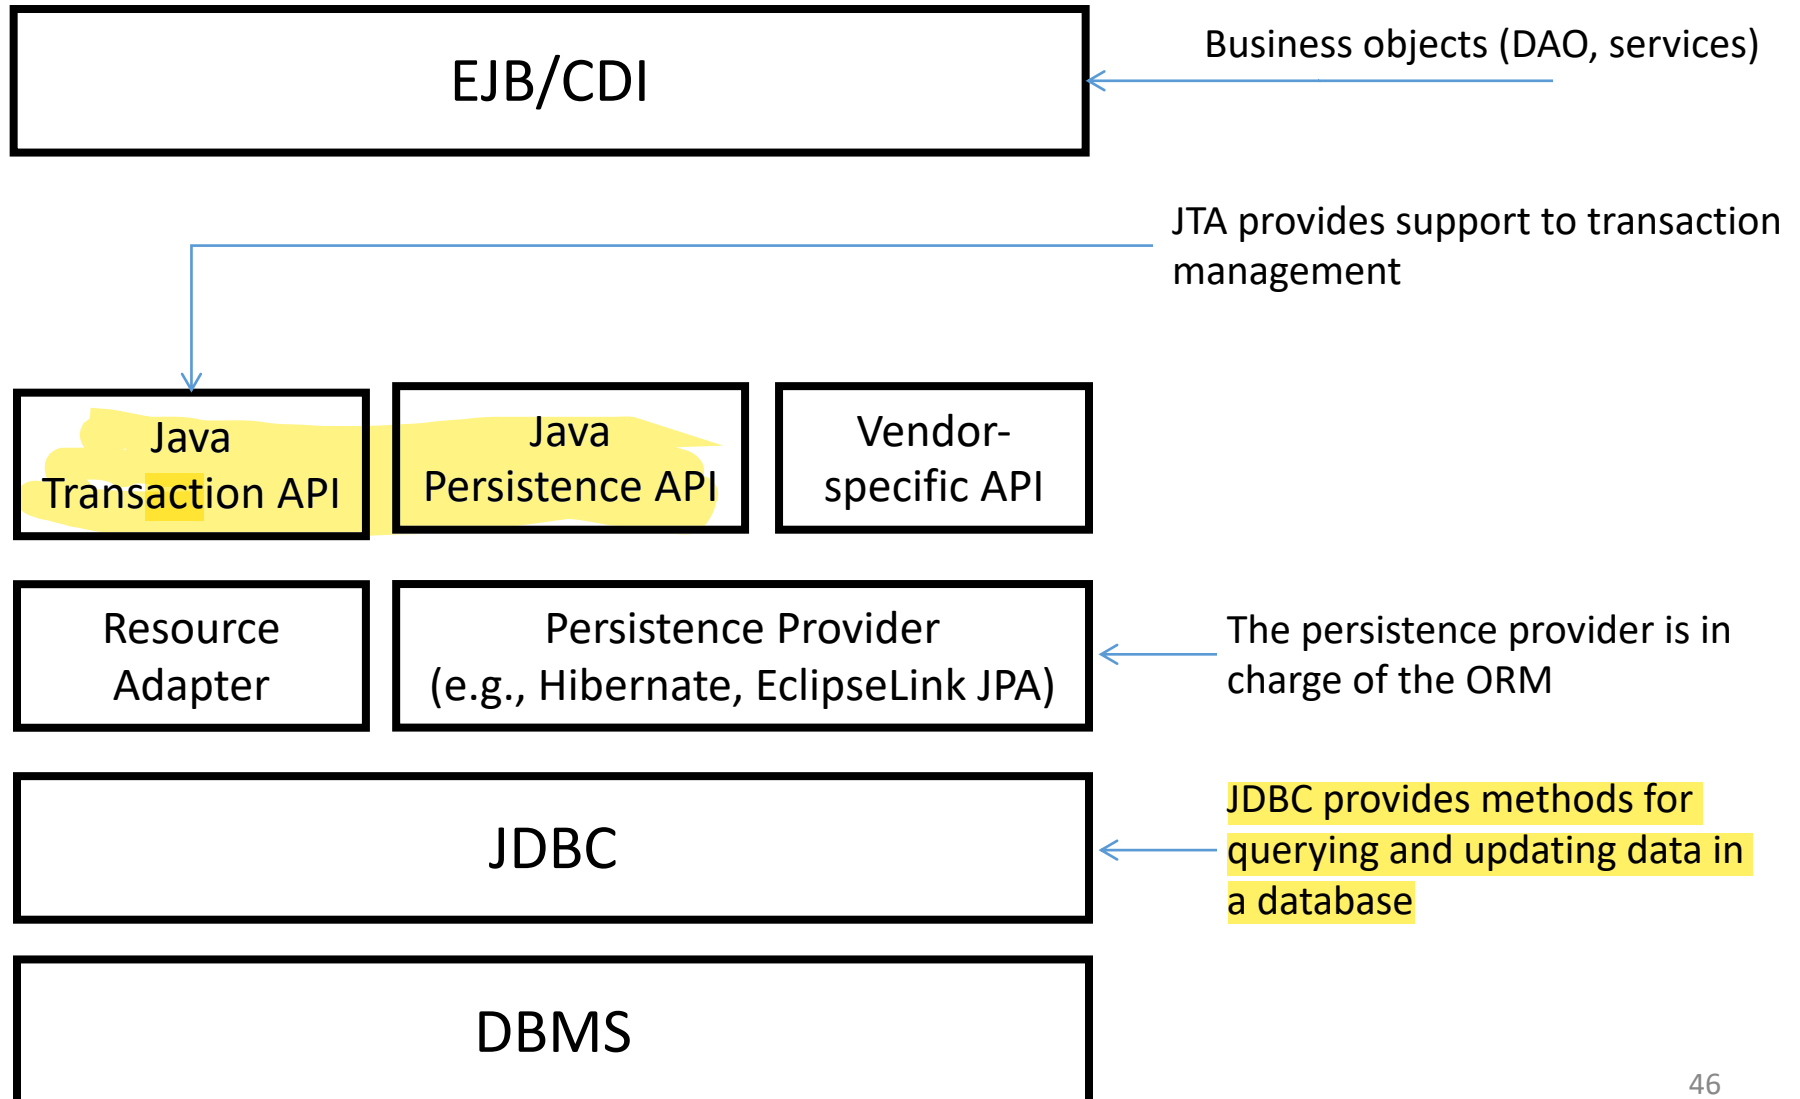 EJB/CDI
Business objects (DAO, services)
JTA provides support to transaction
management
Java
Transaction API
Java
Persistence API
Vendor-
specific API
Resource
Adapter
Persistence Provider
(e.g., Hibernate, EclipseLink JPA)
The persistence provider is in
charge of the ORM
JDBC
JDBC provides methods for
querying and updating data in
a database
DBMS
46